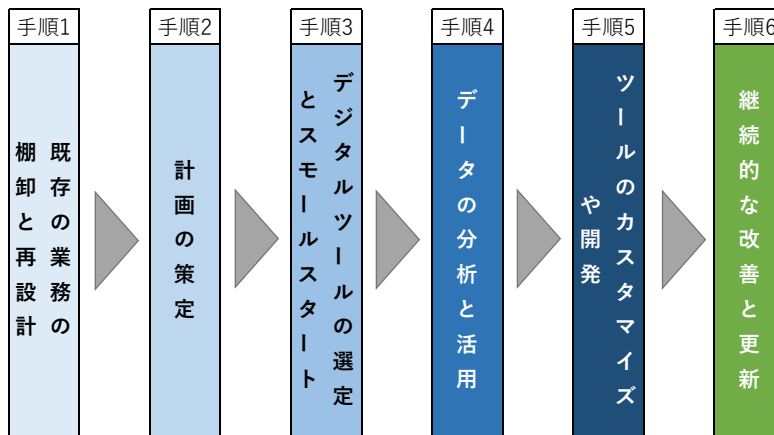 手順1
既存の業務の
棚卸と再設計
手順2
計画の策定
手順3
デジタルツールの選定
とスモールスタート
手順4
データの分析と活用
手順5
ツールのカスタマイズ
や開発
手順6
継続的な改善と更新